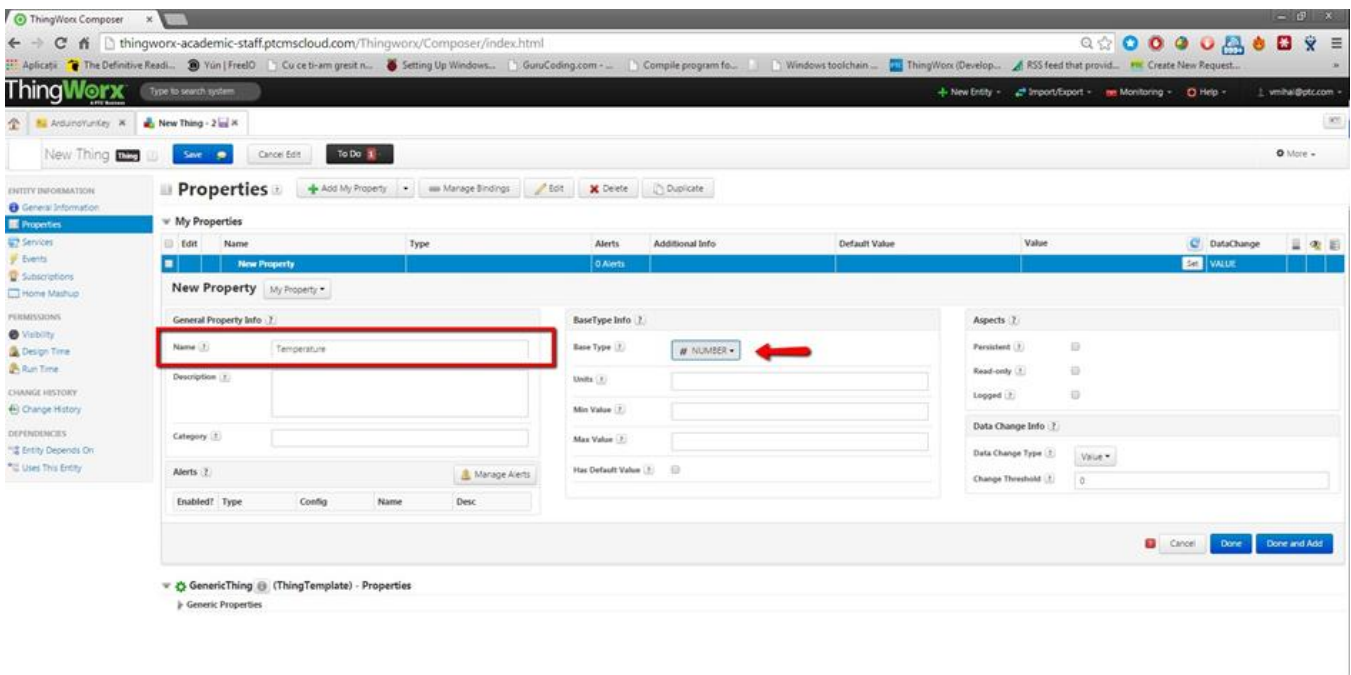 ThingWorx Composer
thingworx-academic-staff.ptcmscloud.com/Thingworx/Composer/index.html
Aplicații The Definitive Readi... Yún | FreeIO Cu ce ti-am gresit n... Setting Up Windows... GuruCoding.com - ... Compile program fo... Windows toolchain ... ThingWorx (Develop... RSS feed that provid... Create New Request... »
ThingWorx Type to search system New Entity Import/Export Monitoring Help vmihai@ptc.com
A PTC Business
ArduinoYunKey New Thing - 2
New Thing Thing Save Cancel Edit To Do 1 More
ENTITY INFORMATION
General Information
Properties
Services
Events
Subscriptions
Home Mashup
PERMISSIONS
Visibility
Design Time
Run Time
CHANGE HISTORY
Change History
DEPENDENCIES
Entity Depends On
Uses This Entity
Properties Add My Property Manage Bindings Edit Delete Duplicate
My Properties
Edit Name Type Alerts Additional Info Default Value Value DataChange
New Property 0 Alerts Set VALUE
New Property My Property
General Property Info ?
Name ? Temperature
Description ?
Category ?
Alerts ? Manage Alerts
Enabled? Type Config Name Desc
BaseType Info ?
Base Type ? # NUMBER
Units ?
Min Value ?
Max Value ?
Has Default Value ?
Aspects ?
Persistent ?
Read-only ?
Logged ?
Data Change Info ?
Data Change Type ? Value
Change Threshold ? 0
Cancel Done Done and Add
GenericThing (ThingTemplate) - Properties
Generic Properties